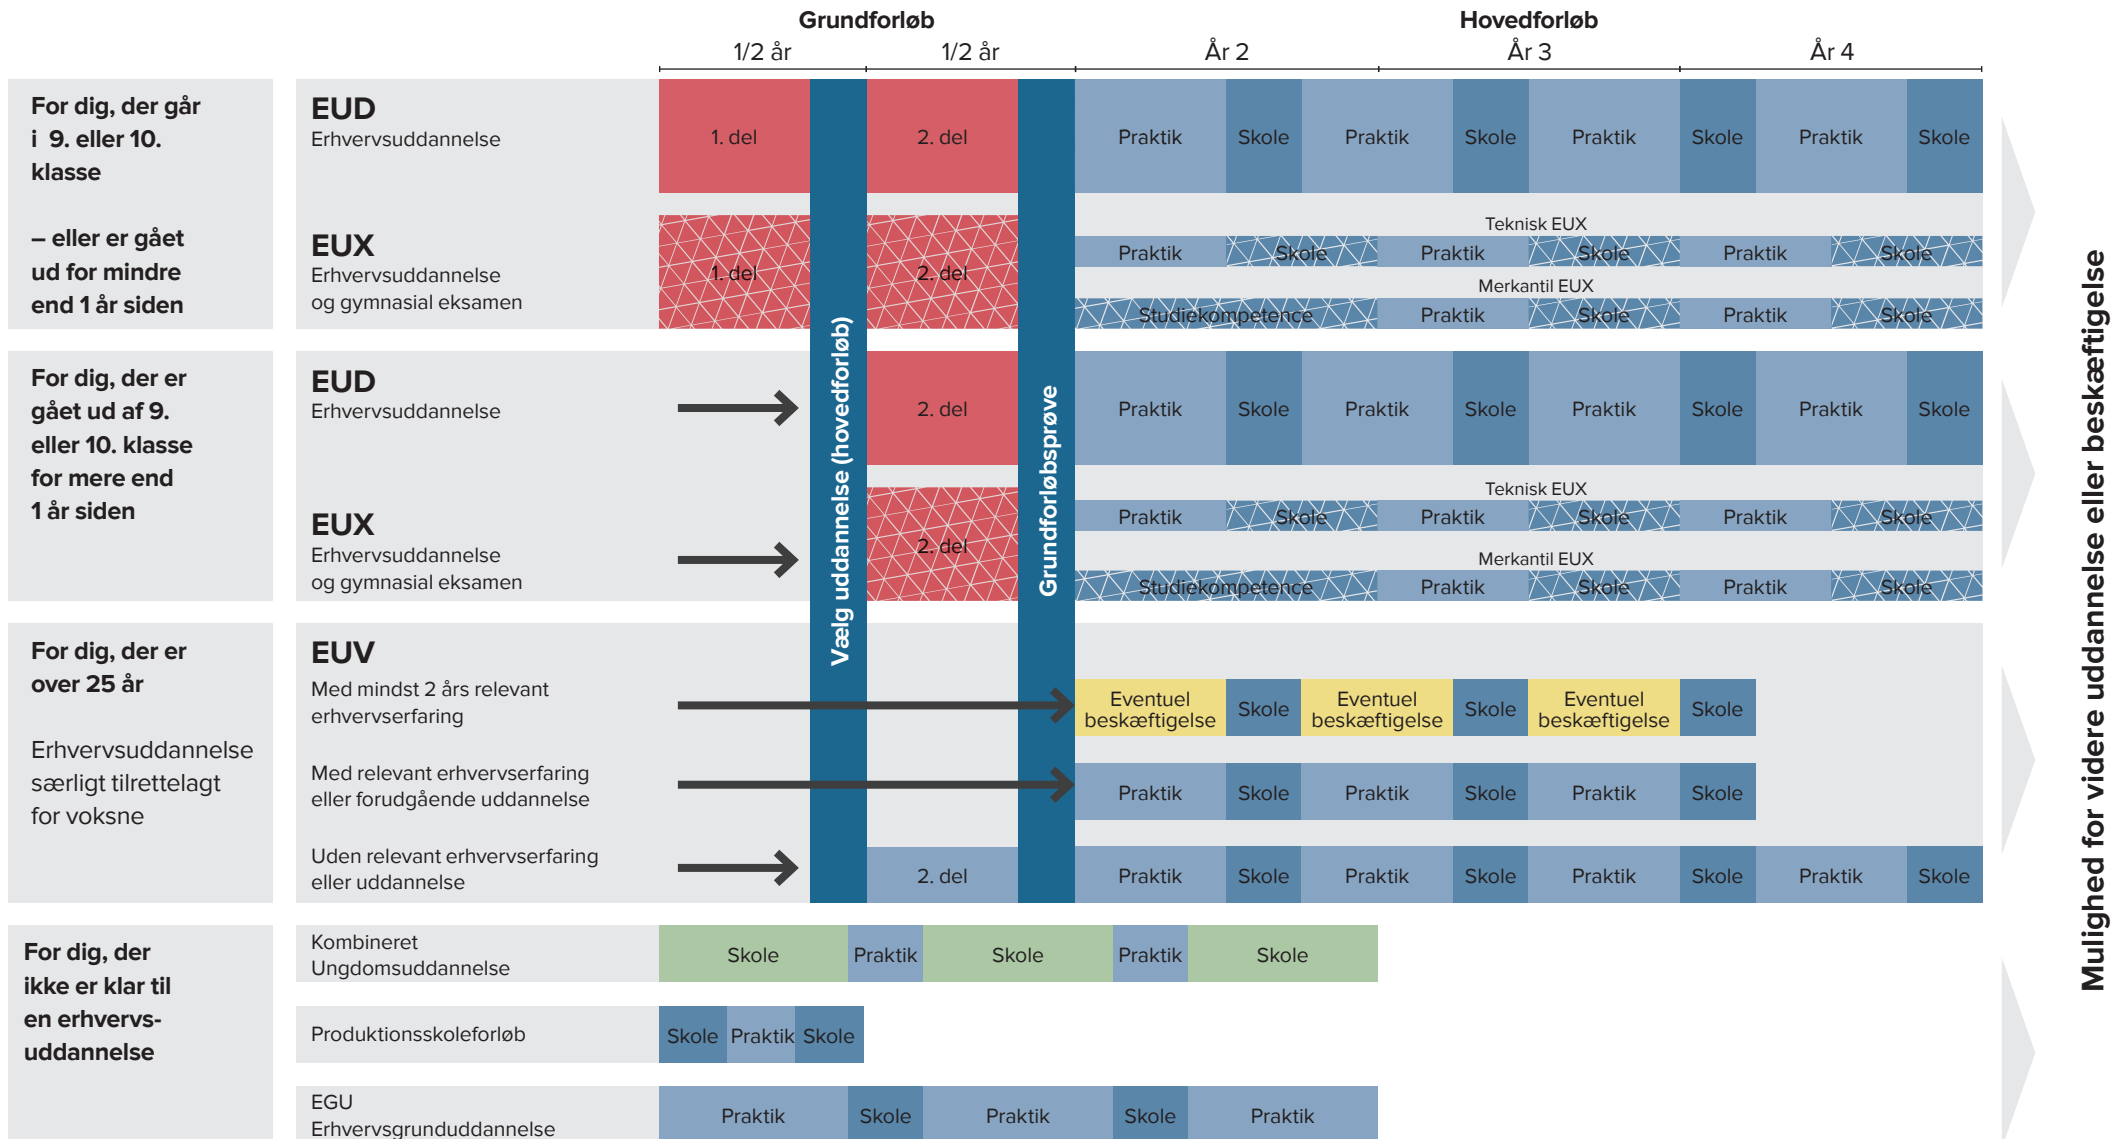 Grundforløb
Hovedforløb
1/2 år
1/2 år
År 2
År 3
År 4
For dig, der går
i 9. eller 10.
klasse
– eller er gået
ud for mindre
end 1 år siden
EUD
Erhvervsuddannelse
1. del
2. del
Praktik
Skole
Praktik
Skole
Praktik
Skole
Praktik
Skole
EUX
Erhvervsuddannelse
og gymnasial eksamen
1. del
2. del
Teknisk EUX
Praktik
Skole
Praktik
Skole
Praktik
Skole
Merkantil EUX
Studiekompetence
Praktik
Skole
Praktik
Skole
Vælg uddannelse (hovedforløb)
Grundforløbsprøve
For dig, der er
gået ud af 9.
eller 10. klasse
for mere end
1 år siden
EUD
Erhvervsuddannelse
2. del
Praktik
Skole
Praktik
Skole
Praktik
Skole
Praktik
Skole
EUX
Erhvervsuddannelse
og gymnasial eksamen
2. del
Teknisk EUX
Praktik
Skole
Praktik
Skole
Praktik
Skole
Merkantil EUX
Studiekompetence
Praktik
Skole
Praktik
Skole
For dig, der er
over 25 år
Erhvervsuddannelse
særligt tilrettelagt
for voksne
EUV
Med mindst 2 års relevant
erhvervserfaring
Eventuel
beskæftigelse
Skole
Eventuel
beskæftigelse
Skole
Eventuel
beskæftigelse
Skole
Med relevant erhvervserfaring
eller forudgående uddannelse
Praktik
Skole
Praktik
Skole
Praktik
Skole
Uden relevant erhvervserfaring
eller uddannelse
2. del
Praktik
Skole
Praktik
Skole
Praktik
Skole
Praktik
Skole
For dig, der
ikke er klar til
en erhvervs-
uddannelse
Kombineret
Ungdomsuddannelse
Skole
Praktik
Skole
Praktik
Skole
Produktionsskoleforløb
Skole
Praktik
Skole
EGU
Erhvervsgrunduddannelse
Praktik
Skole
Praktik
Skole
Praktik
Mulighed for videre uddannelse eller beskæftigelse